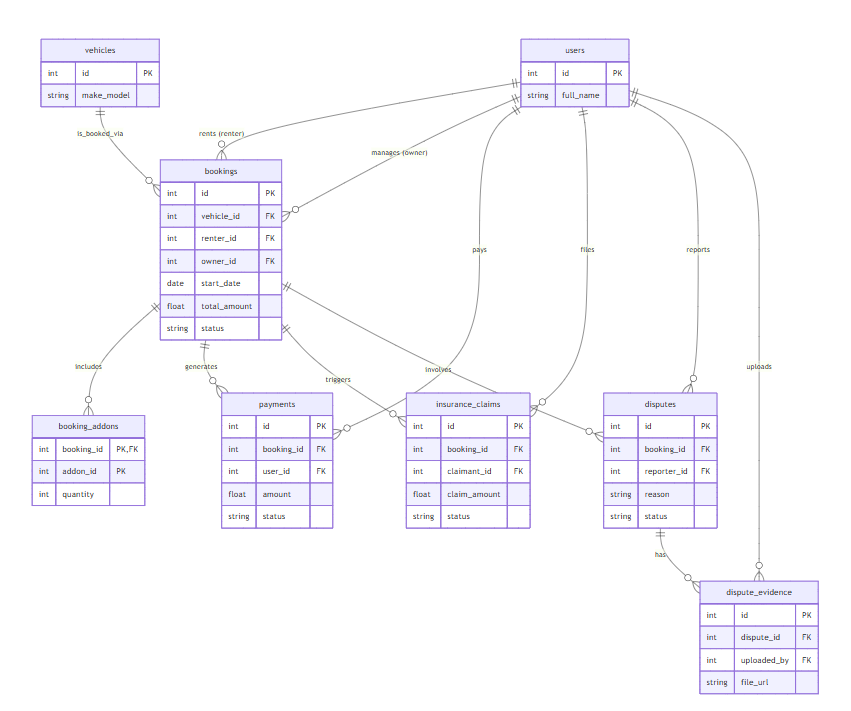 vehicles
int id PK
string make_model
users
int id PK
string full_name
is_booked_via
rents (renter)
manages (owner)
bookings
int id PK
int vehicle_id FK
int renter_id FK
int owner_id FK
date start_date
float total_amount
string status
pays
files
reports
includes
generates
triggers
involves
uploads
booking_addons
int booking_id PK,FK
int addon_id PK
int quantity
payments
int id PK
int booking_id FK
int user_id FK
float amount
string status
insurance_claims
int id PK
int booking_id FK
int claimant_id FK
float claim_amount
string status
disputes
int id PK
int booking_id FK
int reporter_id FK
string reason
string status
has
dispute_evidence
int id PK
int dispute_id FK
int uploaded_by FK
string file_url